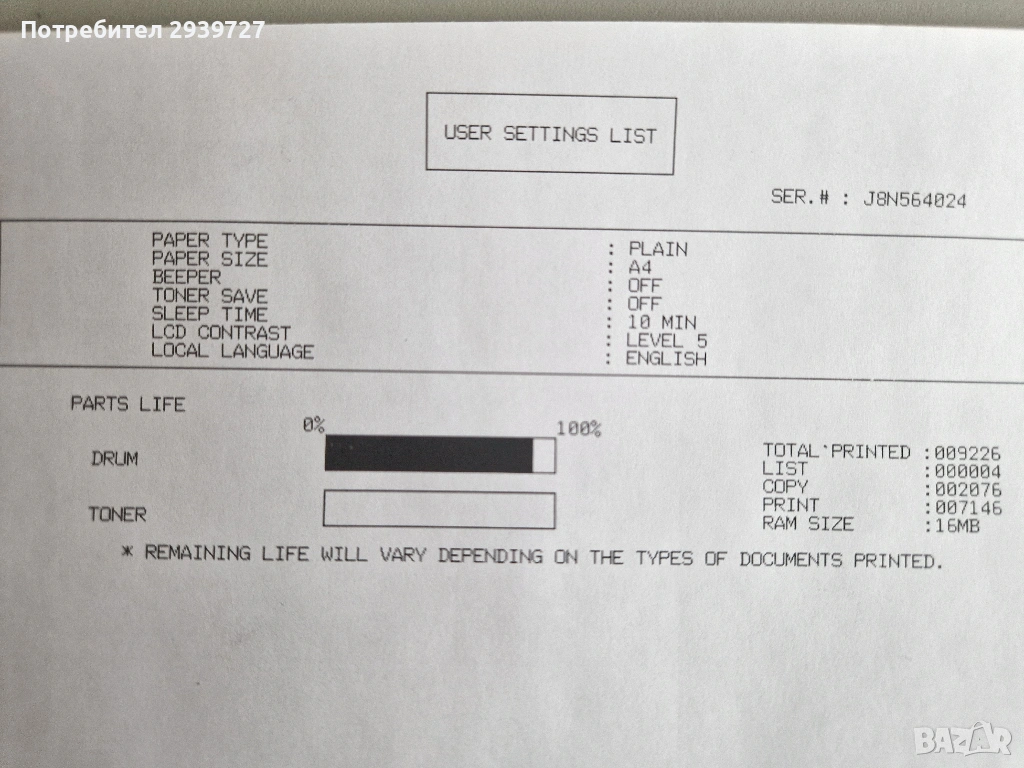 Потребител 2939727
USER SETTINGS LIST
SER.# : J8N564024
PAPER TYPE : PLAIN
PAPER SIZE : A4
BEEPER : OFF
TONER SAVE : OFF
SLEEP TIME : 10 MIN
LCD CONTRAST : LEVEL 5
LOCAL LANGUAGE : ENGLISH
PARTS LIFE
0% 100%
DRUM
TONER
TOTAL PRINTED :009226
LIST :000004
COPY :002076
PRINT :007146
RAM SIZE :16MB
* REMAINING LIFE WILL VARY DEPENDING ON THE TYPES OF DOCUMENTS PRINTED.
BAZAR